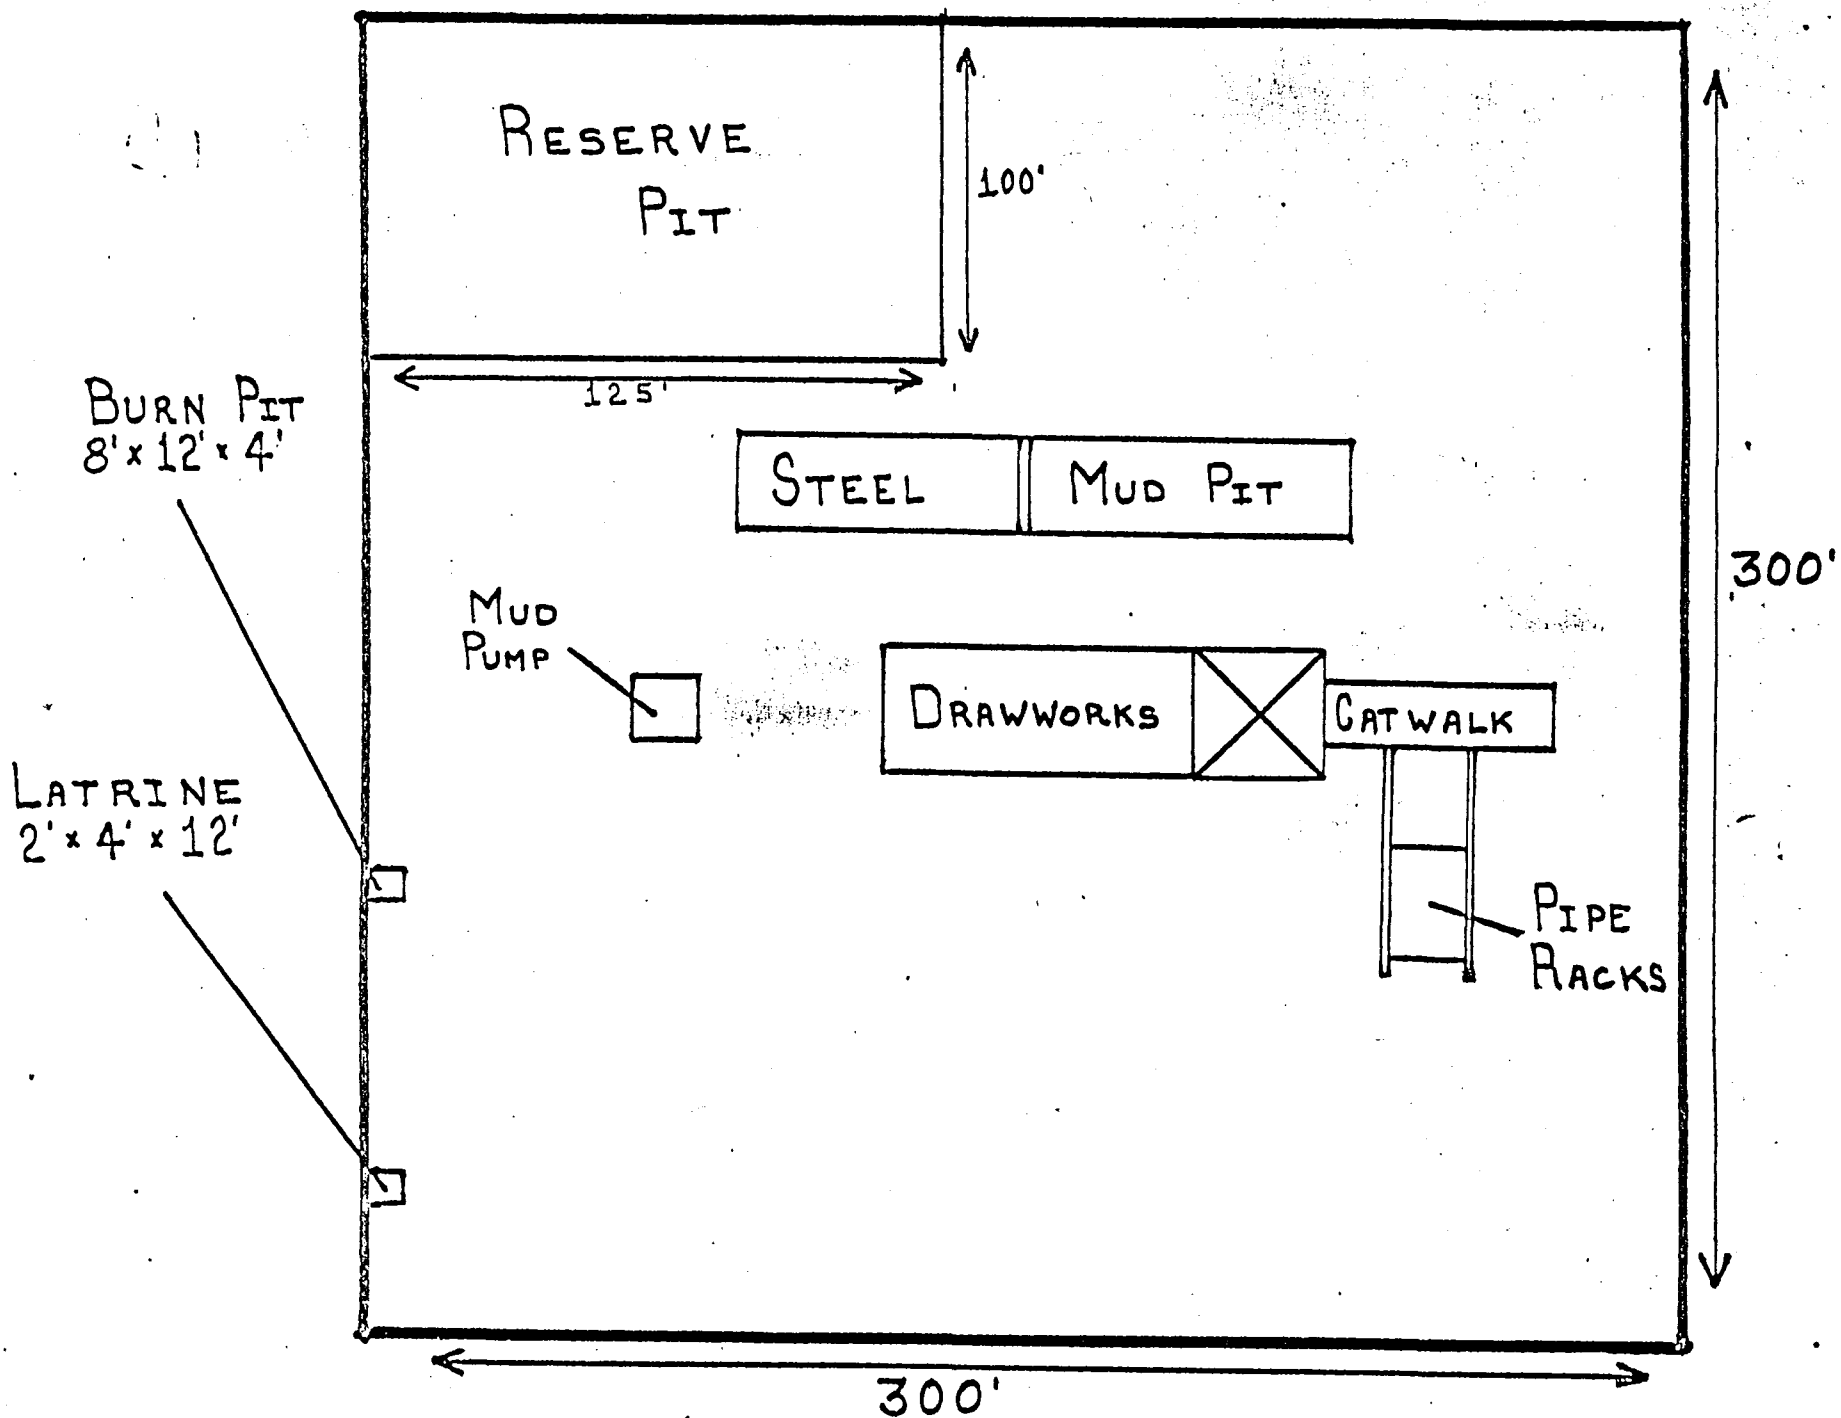 RESERVE
PIT
100'
125'
BURN PIT
8' x 12' x 4'
STEEL
MUD PIT
300'
MUD
PUMP
DRAWWORKS
CATWALK
LATRINE
2' x 4' x 12'
PIPE
RACKS
300'